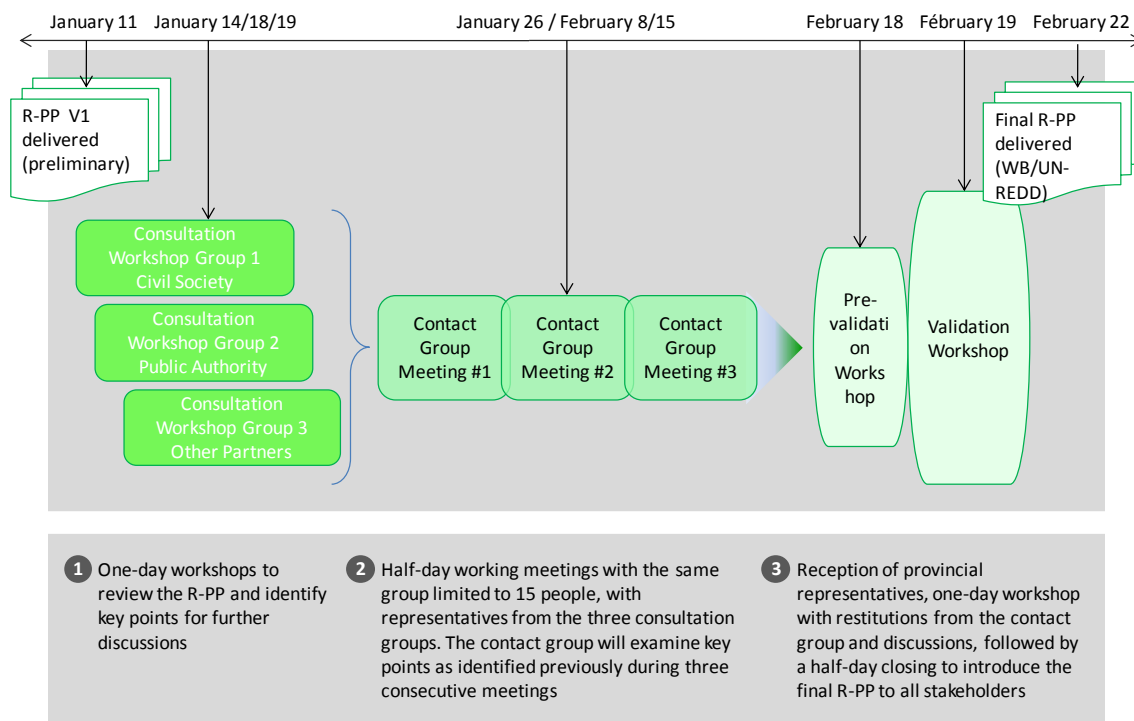 January 11
January 14/18/19
January 26 / February 8/15
February 18
Fébruary 19
February 22
R-PP V1
delivered
(preliminary)
Final R-PP
delivered
(WB/UN-
REDD)
Consultation
Workshop Group 1
Civil Society
Consultation
Workshop Group 2
Public Authority
Consultation
Workshop Group 3
Other Partners
Contact
Group
Meeting #1
Contact
Group
Meeting #2
Contact
Group
Meeting #3
Pre-
validati
on
Works
hop
Validation
Workshop
1 One-day workshops to
review the R-PP and identify
key points for further
discussions
2 Half-day working meetings with the same
group limited to 15 people, with
representatives from the three consultation
groups. The contact group will examine key
points as identified previously during three
consecutive meetings
3 Reception of provincial
representatives, one-day workshop
with restitutions from the contact
group and discussions, followed by
a half-day closing to introduce the
final R-PP to all stakeholders